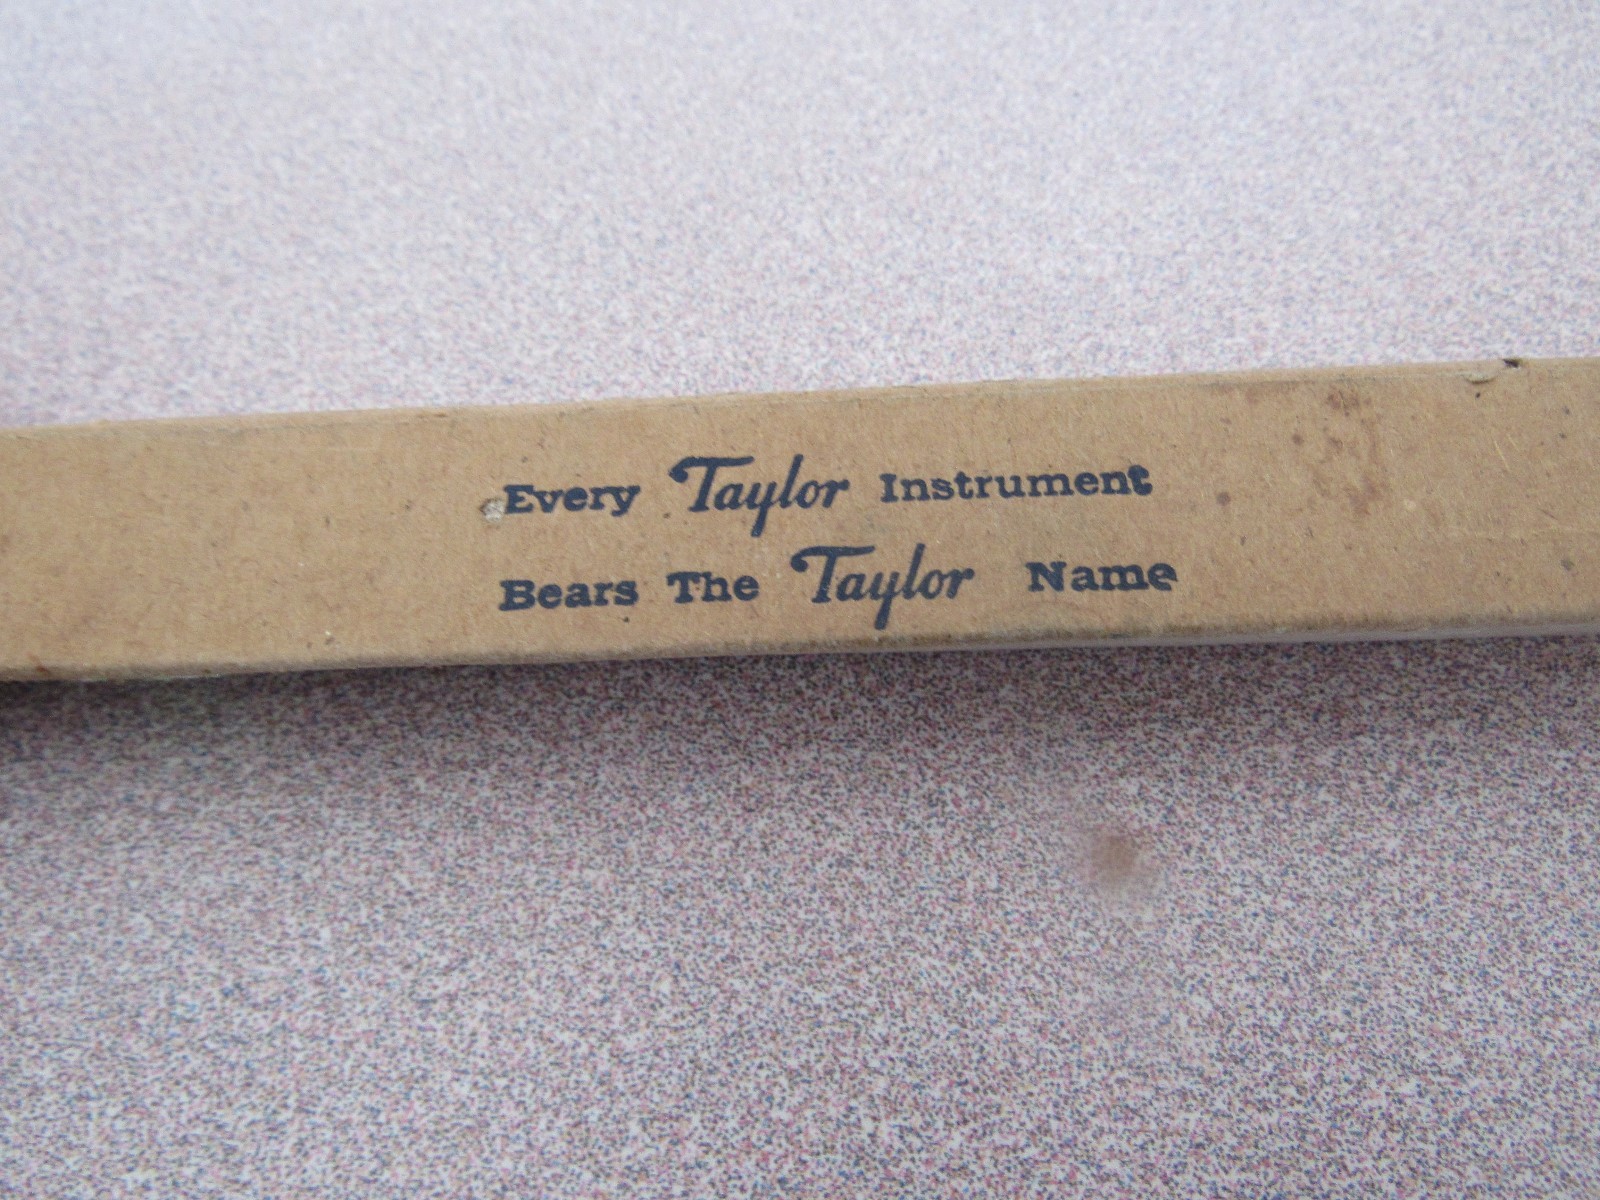 Every Taylor Instrument
Bears The Taylor Name